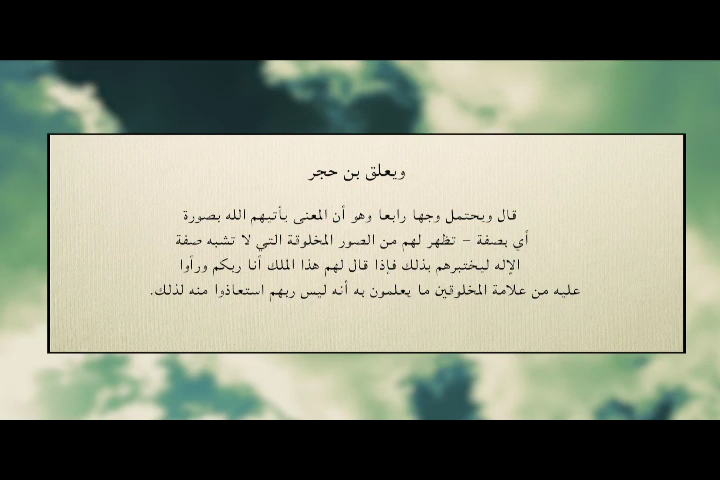 ويعلق بن حجر
قال ويحتمل وجها رابعا وهو أن المعنى يأتيهم الله بصورة
أي بصفة - تظهر لهم من الصور المخلوقة التي لا تشبه صفة
الإله ليختبرهم بذلك فإذا قال لهم هذا الملك أنا ربكم ورأوا
عليه من علامة المخلوقين ما يعلمون به أنه ليس ربهم استعاذوا منه لذلك.